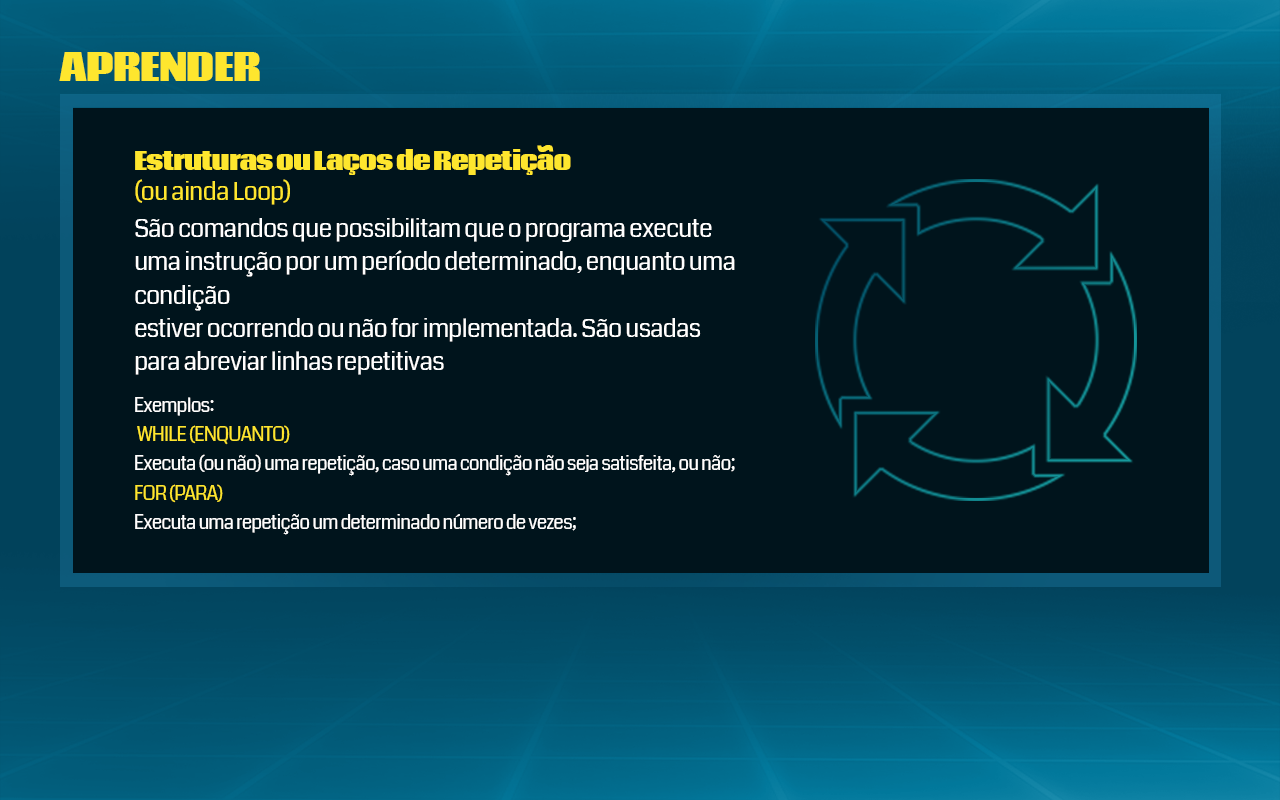 APRENDER
Estruturas ou Laços de Repetição
(ou ainda Loop)
São comandos que possibilitam que o programa execute
uma instrução por um período determinado, enquanto uma
condição
estiver ocorrendo ou não for implementada. São usadas
para abreviar linhas repetitivas
Exemplos:
WHILE (ENQUANTO)
Executa (ou não) uma repetição, caso uma condição não seja satisfeita, ou não;
FOR (PARA)
Executa uma repetição um determinado número de vezes;